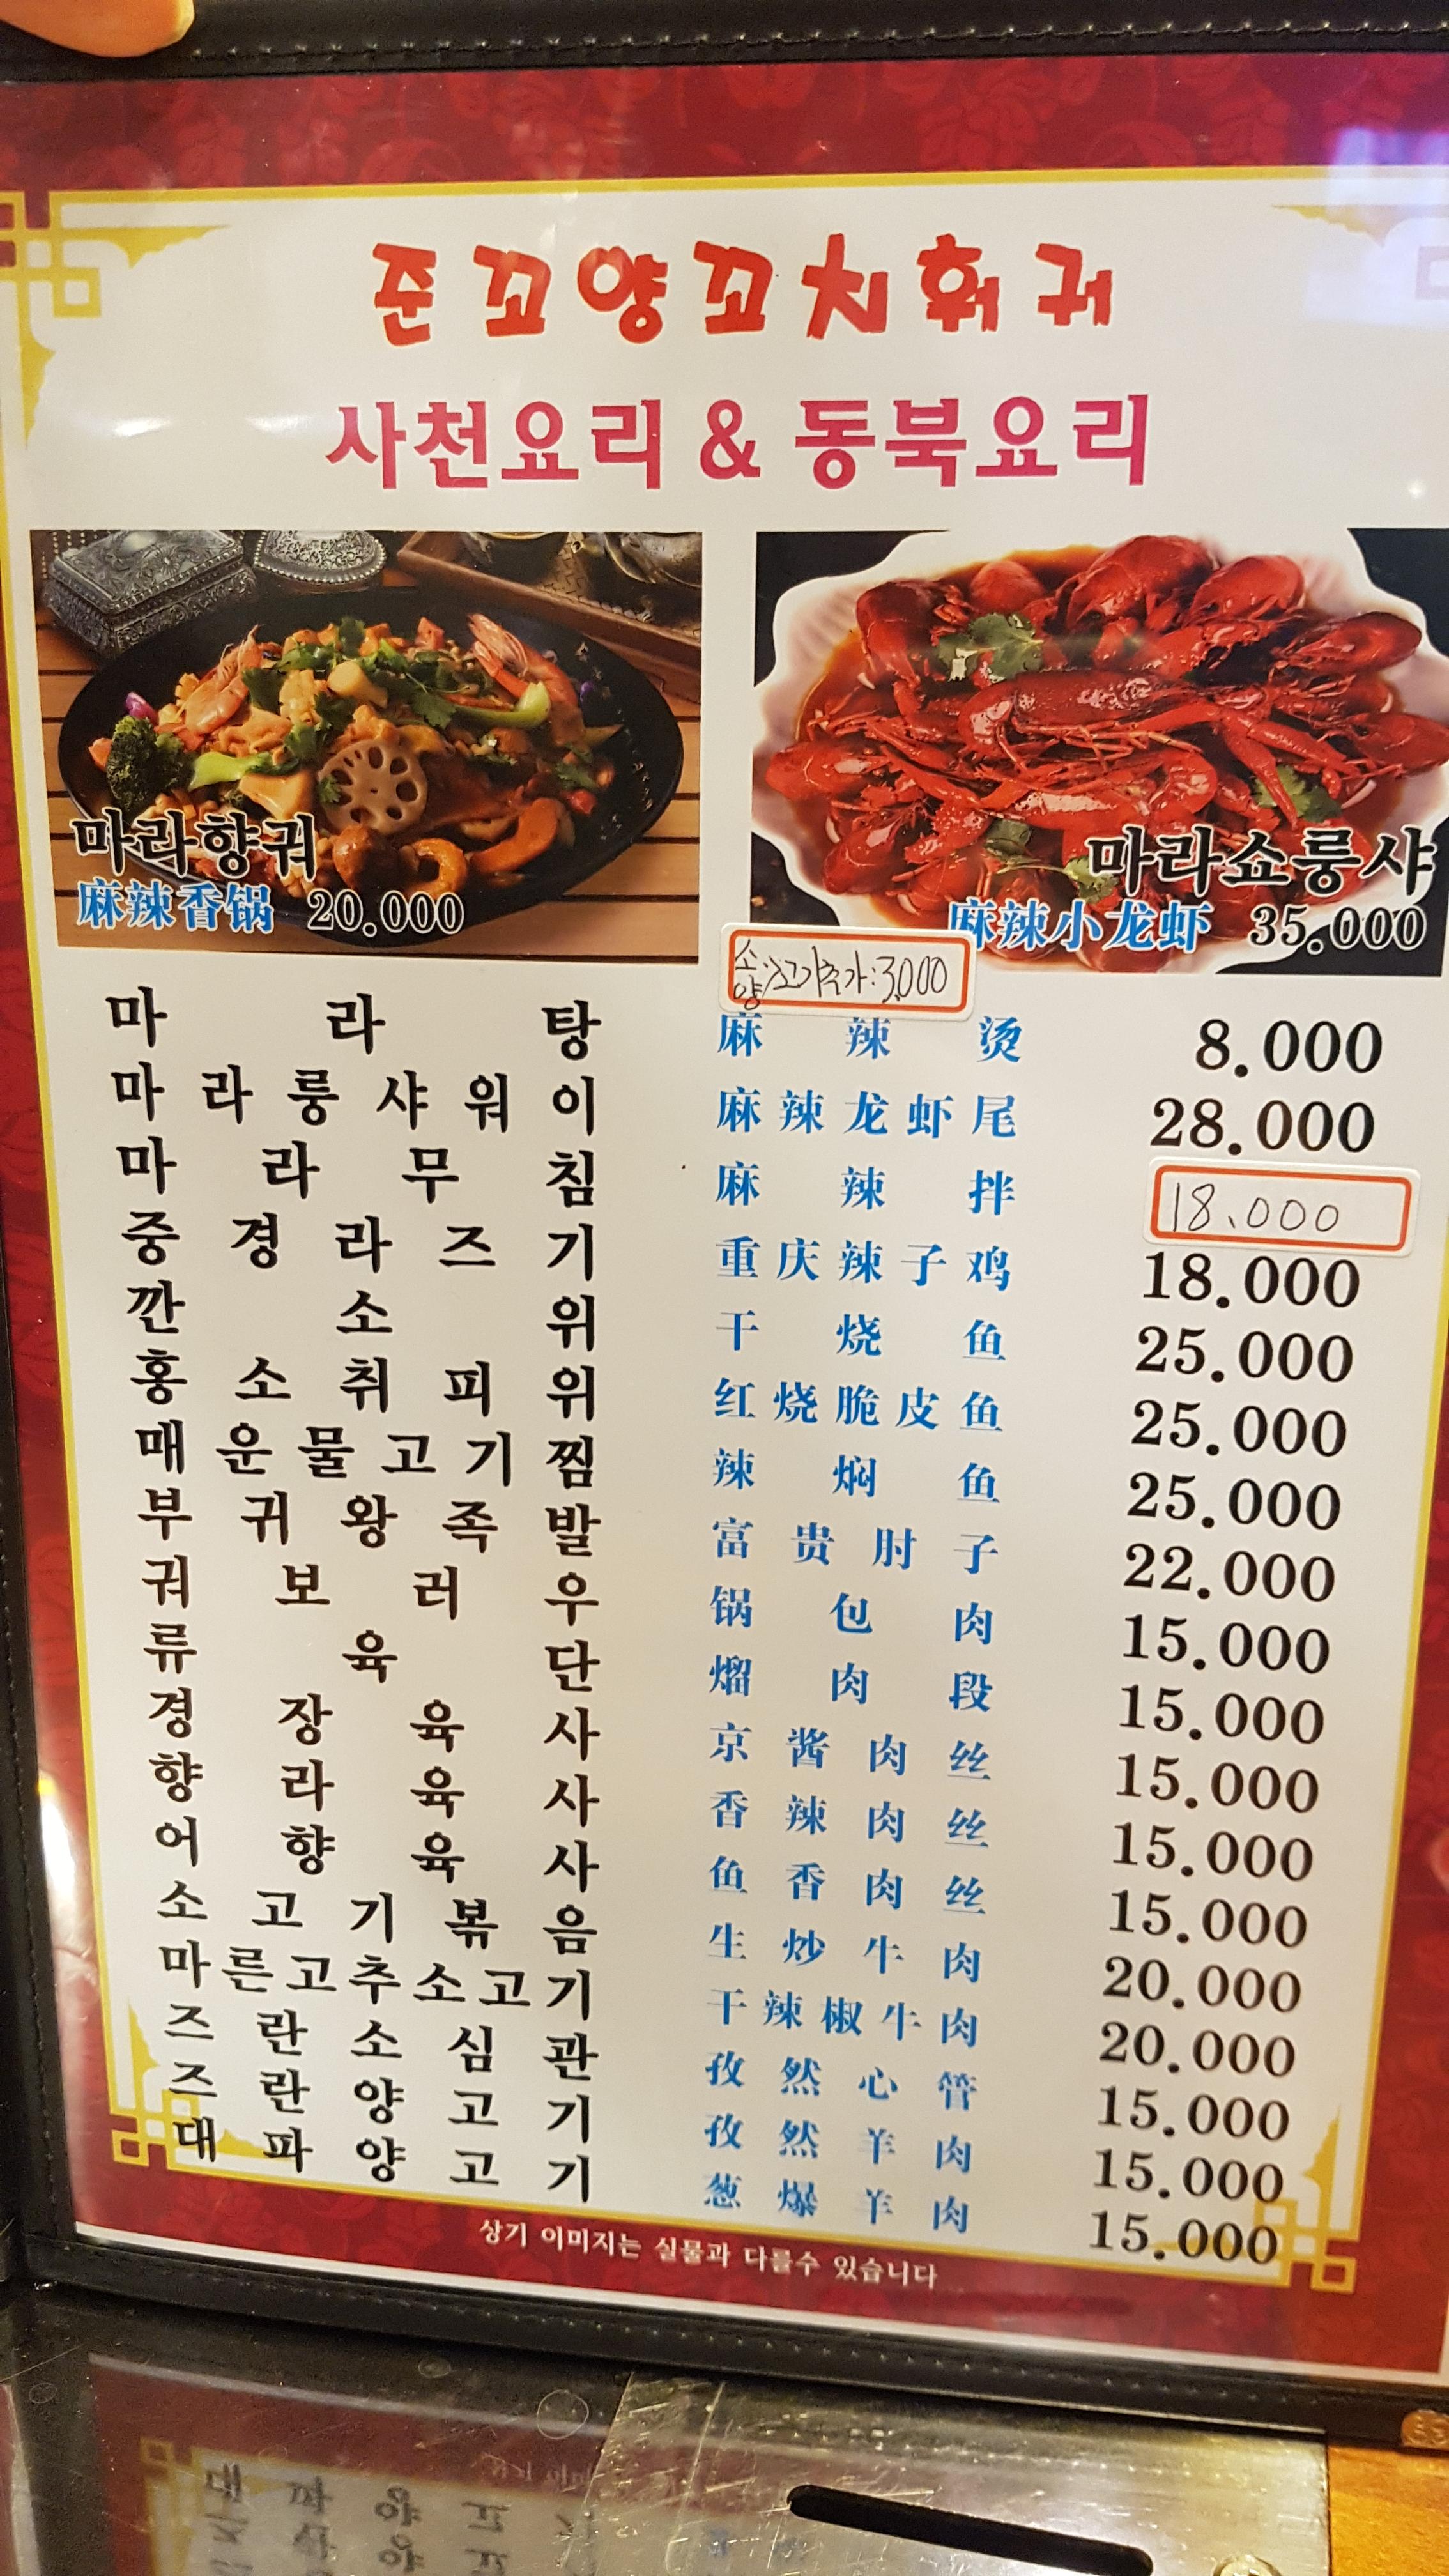 준꼬양꼬치훠궈
사천요리 & 동북요리
마라향궈
麻辣香锅 20.000
마라쇼룽샤
麻辣小龙虾 35.000
소/양고기추가:3,000
마라탕 麻辣烫 8.000
마라룽샤워이 麻辣龙虾尾 28.000
마라무침 麻辣拌 18.000
중경라즈기 重庆辣子鸡 18.000
깐소위 干烧鱼 25.000
홍소취피위 红烧脆皮鱼 25.000
매운물고기찜 辣焖鱼 25.000
부귀왕족발 富贵肘子 22.000
궈보러우 锅包肉 15.000
류육단 熘肉段 15.000
경장육사 京酱肉丝 15.000
향라육사 香辣肉丝 15.000
어향육사 鱼香肉丝 15.000
소고기볶음 生炒牛肉 20.000
마른고추소고기 干辣椒牛肉 20.000
즈란소심관 孜然心管 15.000
즈란양고기 孜然羊肉 15.000
대파양고기 葱爆羊肉 15.000
상기 이미지는 실물과 다를수 있습니다